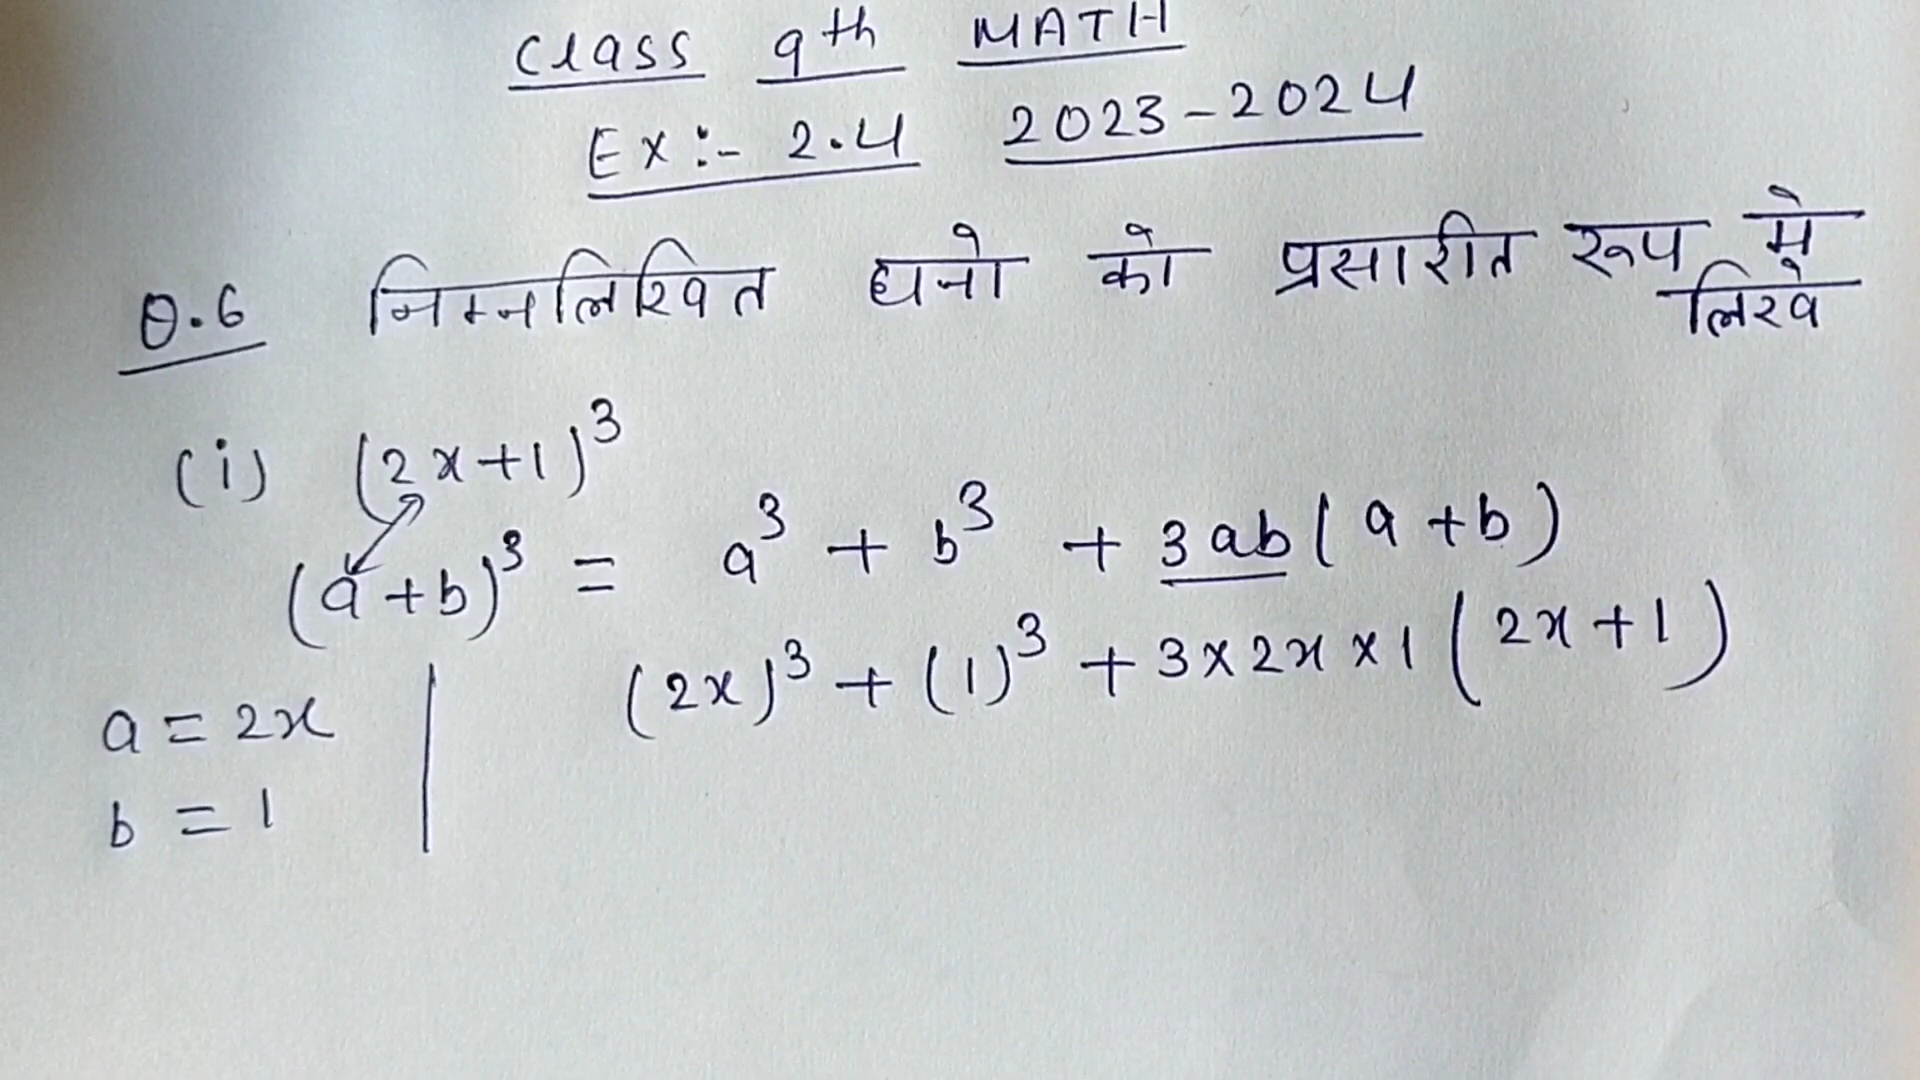 Class 9th MATH
Ex:- 2.4 2023-2024
Q.6 निम्नलिखित घनो को प्रसारीत रूप मे
लिखे
(i) (2x+1)³
(a+b)³ = a³ + b³ + 3ab(a+b)
(2x)³ + (1)³ + 3×2x×1(2x+1)
a = 2x
b = 1